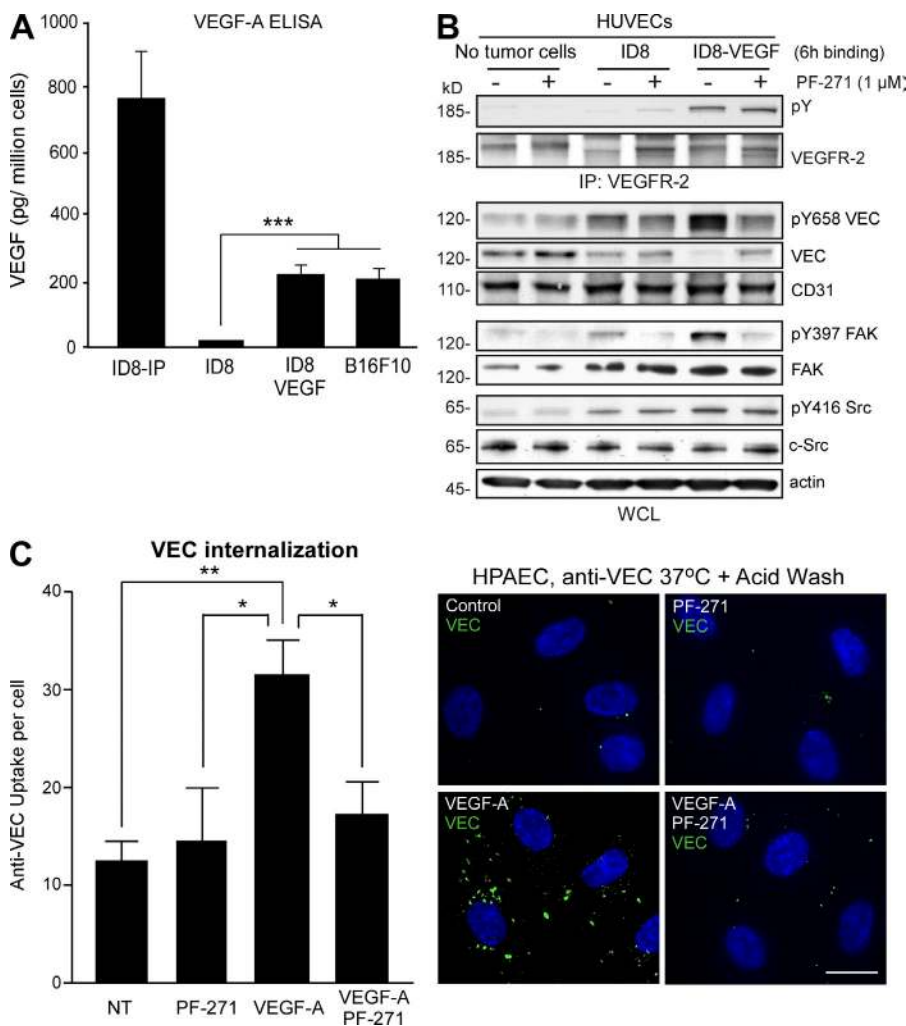 A
VEGF-A ELISA
VEGF (pg/ million cells)
1000
800
600
400
200
0
***
ID8-IP
ID8
ID8
VEGF
B16F10
B
HUVECs
No tumor cells
ID8
ID8-VEGF
(6h binding)
kD
- + - + - +
PF-271 (1 µM)
185-
pY
185-
VEGFR-2
IP: VEGFR-2
120-
pY658 VEC
120-
VEC
110-
CD31
120-
pY397 FAK
120-
FAK
65-
pY416 Src
65-
c-Src
45-
actin
WCL
C
VEC internalization
Anti-VEC Uptake per cell
40
30
20
10
0
**
* *
NT
PF-271
VEGF-A
VEGF-A
PF-271
HPAEC, anti-VEC 37ºC + Acid Wash
Control
VEC
PF-271
VEC
VEGF-A
VEC
VEGF-A
PF-271
VEC